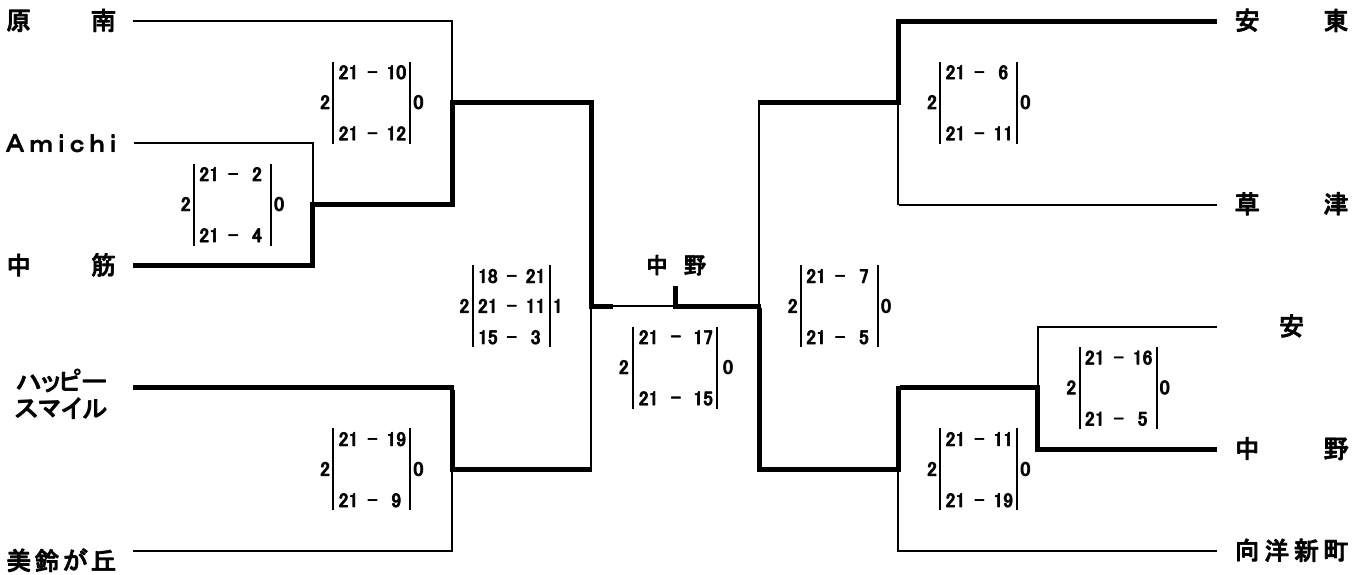 原 南
21 - 10
2 0
21 - 12
Amichi
21 - 2
2 0
21 - 4
中 筋
18 - 21
2 21 - 11 1
15 - 3
ハッピー
スマイル
21 - 19
2 0
21 - 9
美鈴が丘
中 野
21 - 17
2 0
21 - 15
安 東
21 - 6
2 0
21 - 11
草 津
21 - 7
2 0
21 - 5
安
21 - 16
2 0
21 - 5
中 野
21 - 11
2 0
21 - 19
向洋新町